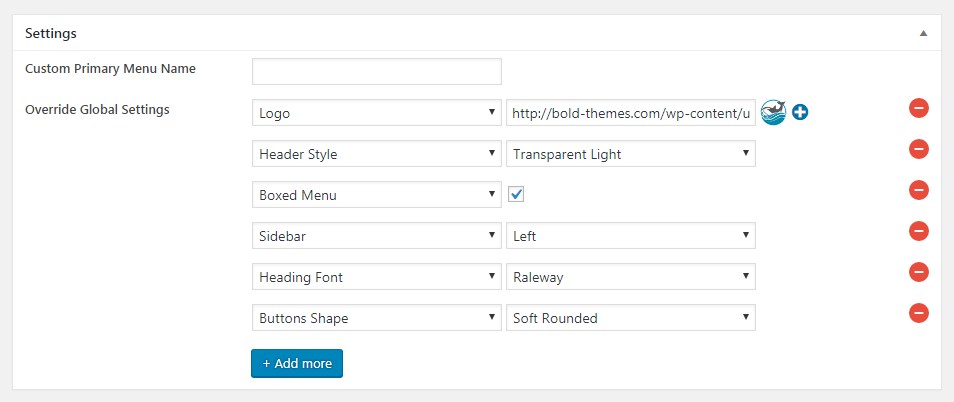 Settings
Custom Primary Menu Name
Override Global Settings
Logo http://bold-themes.com/wp-content/u
Header Style Transparent Light
Boxed Menu
Sidebar Left
Heading Font Raleway
Buttons Shape Soft Rounded
+ Add more